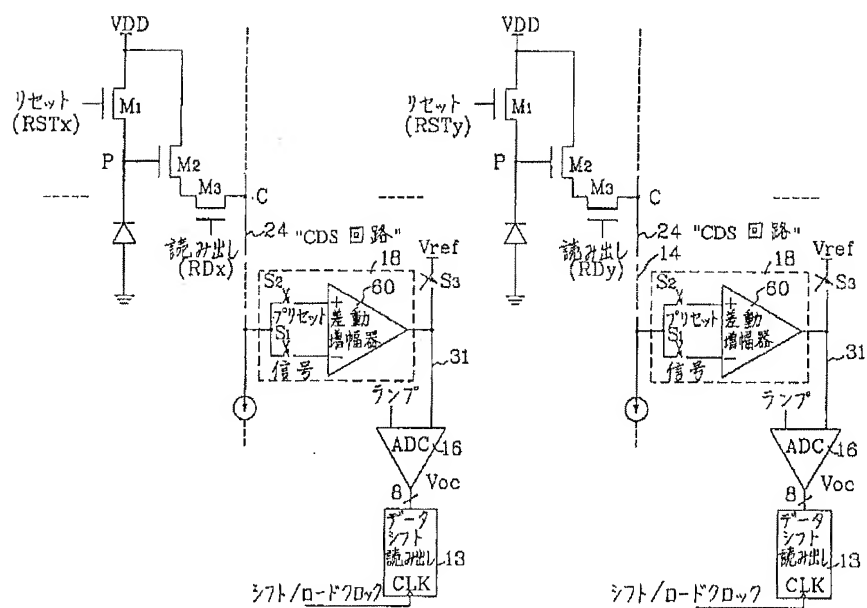 VDD
リセット
(RSTx)
M1
P
M2
M3
C
読み出し
(RDx)
24
"CDS 回路"
18
Vref
S3
S2
プリセット
S1
信号
+
差動
増幅器
-
60
31
ランプ
ADC
16
8
Voc
データ
シフト
読み出し
CLK
13
シフト/ロードクロック
VDD
リセット
(RSTy)
M1
P
M2
M3
C
読み出し
(RDy)
24
"CDS 回路"
14
18
Vref
S3
S2
プリセット
S1
信号
+
差動
増幅器
-
60
31
ランプ
ADC
16
8
Voc
データ
シフト
読み出し
CLK
13
シフト/ロードクロック